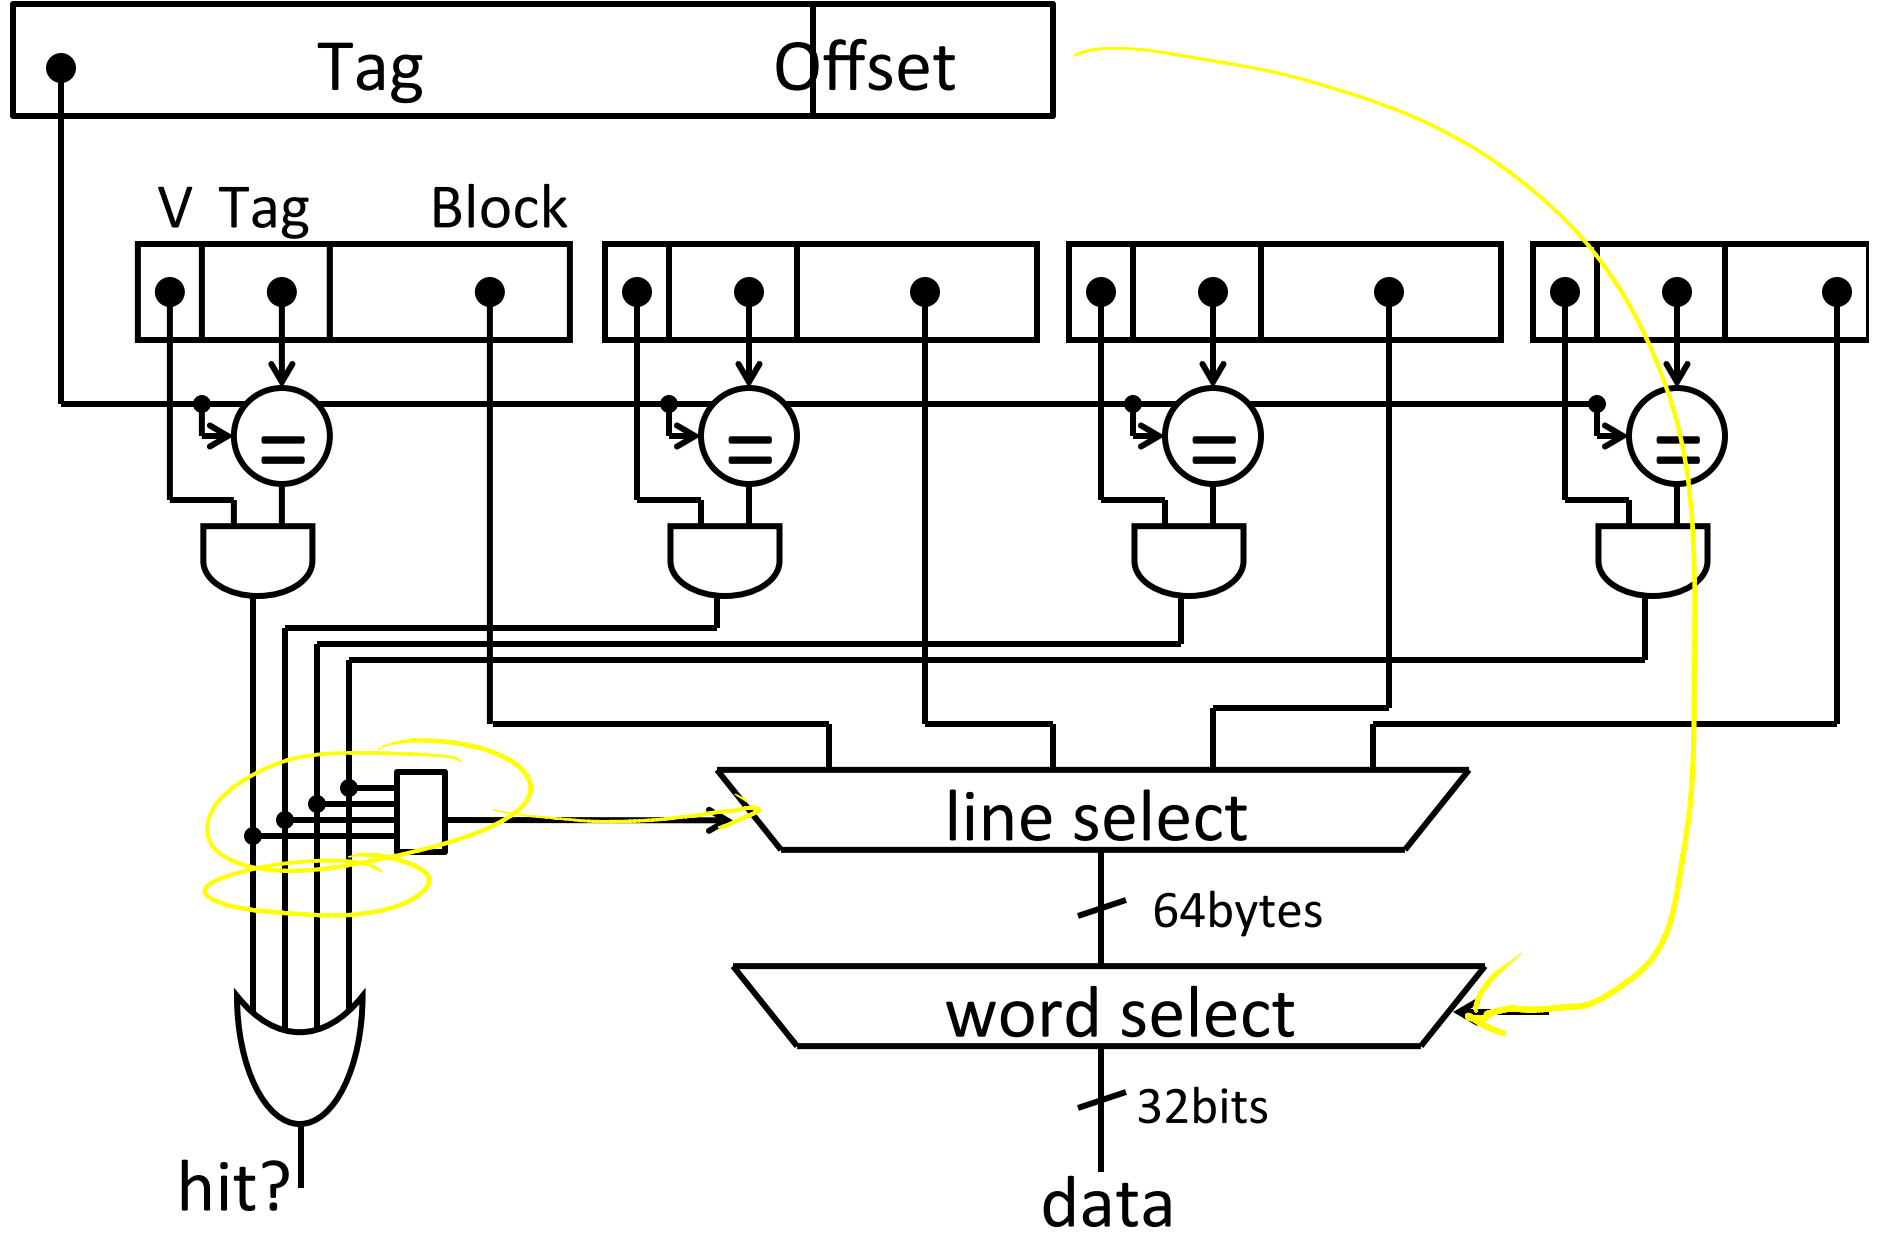 Tag Offset
V Tag Block
= = = =
line select
64bytes
word select
32bits
hit?
data